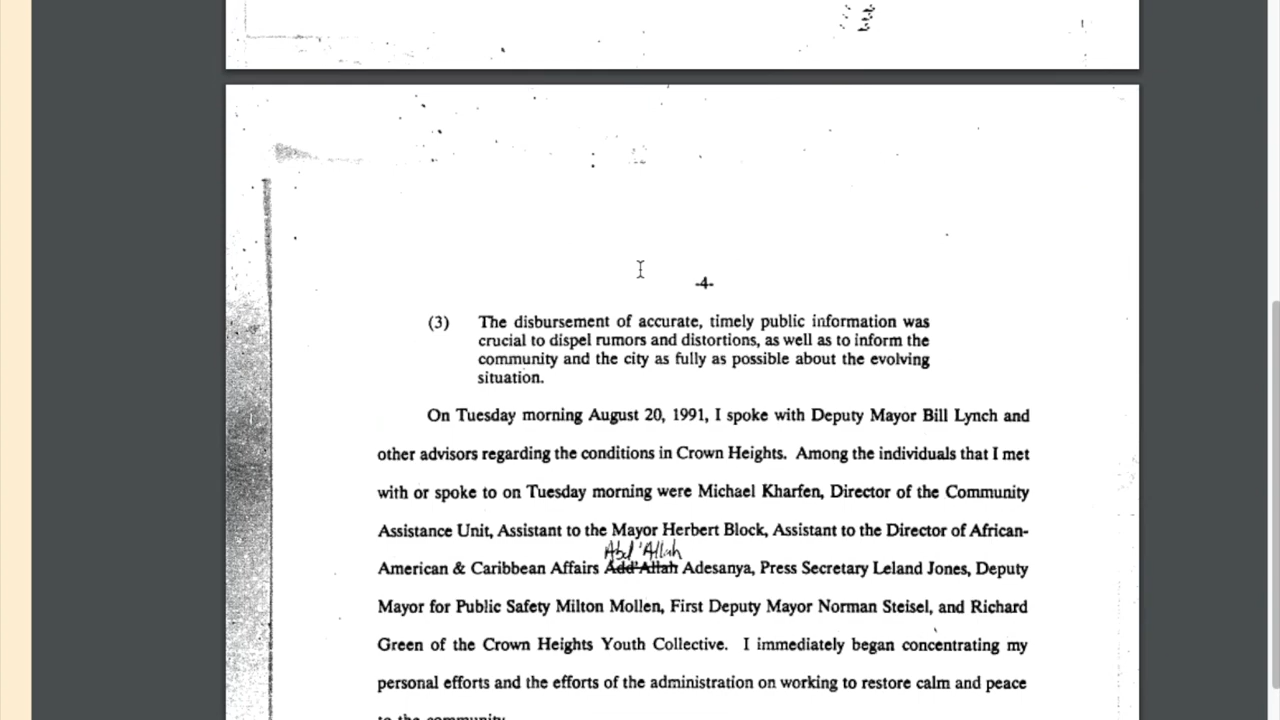 -4-
(3) The disbursement of accurate, timely public information was
crucial to dispel rumors and distortions, as well as to inform the
community and the city as fully as possible about the evolving
situation.
On Tuesday morning August 20, 1991, I spoke with Deputy Mayor Bill Lynch and
other advisors regarding the conditions in Crown Heights. Among the individuals that I met
with or spoke to on Tuesday morning were Michael Kharfen, Director of the Community
Assistance Unit, Assistant to the Mayor Herbert Block, Assistant to the Director of African-
Abd'Allah
American & Caribbean Affairs Add'Allah Adesanya, Press Secretary Leland Jones, Deputy
Mayor for Public Safety Milton Mollen, First Deputy Mayor Norman Steisel, and Richard
Green of the Crown Heights Youth Collective. I immediately began concentrating my
personal efforts and the efforts of the administration on working to restore calm and peace
to the community.